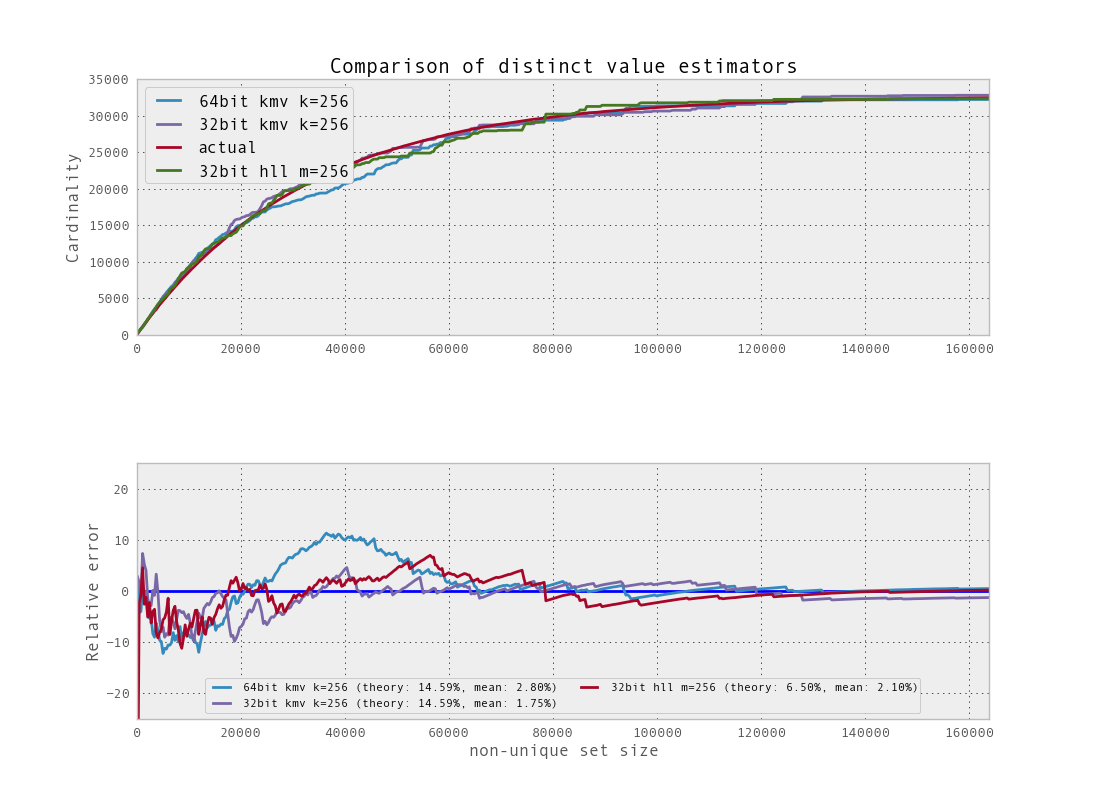 Comparison of distinct value estimators
35000
30000
25000
20000
15000
10000
5000
0
Cardinality
64bit kmv k=256
32bit kmv k=256
actual
32bit hll m=256
0 20000 40000 60000 80000 100000 120000 140000 160000
20
10
0
−10
−20
Relative error
64bit kmv k=256 (theory: 14.59%, mean: 2.80%) 32bit hll m=256 (theory: 6.50%, mean: 2.10%)
32bit kmv k=256 (theory: 14.59%, mean: 1.75%)
0 20000 40000 60000 80000 100000 120000 140000 160000
non-unique set size